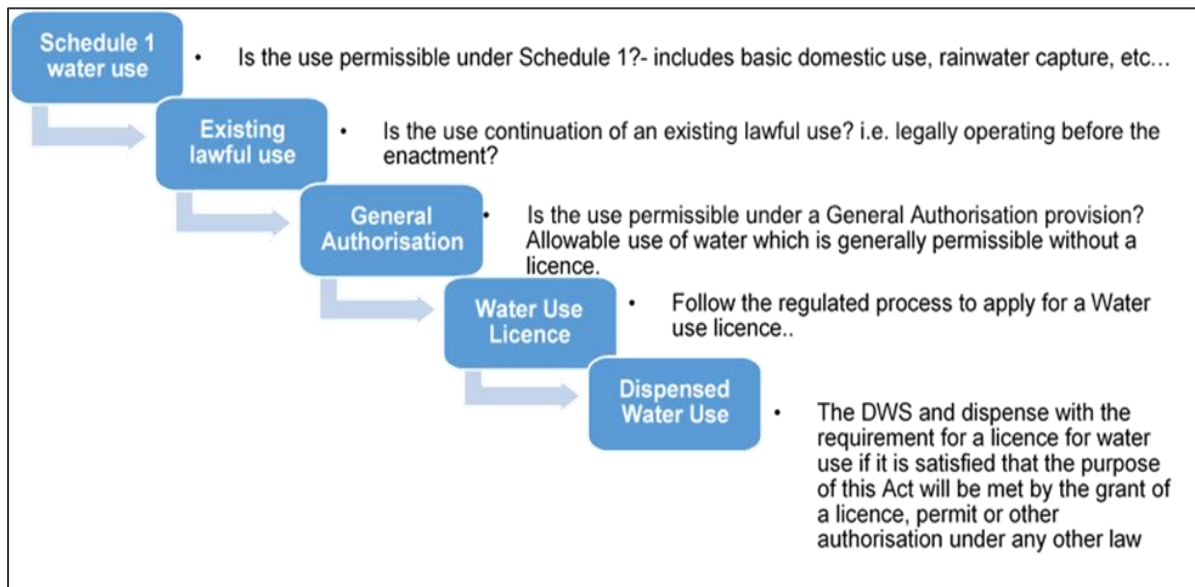 Schedule 1
water use
• Is the use permissible under Schedule 1?- includes basic domestic use, rainwater capture, etc…
Existing
lawful use
• Is the use continuation of an existing lawful use? i.e. legally operating before the
enactment?
General
Authorisation
• Is the use permissible under a General Authorisation provision?
Allowable use of water which is generally permissible without a
licence.
Water Use
Licence
• Follow the regulated process to apply for a Water
use licence..
Dispensed
Water Use
• The DWS and dispense with the
requirement for a licence for water
use if it is satisfied that the purpose
of this Act will be met by the grant of
a licence, permit or other
authorisation under any other law